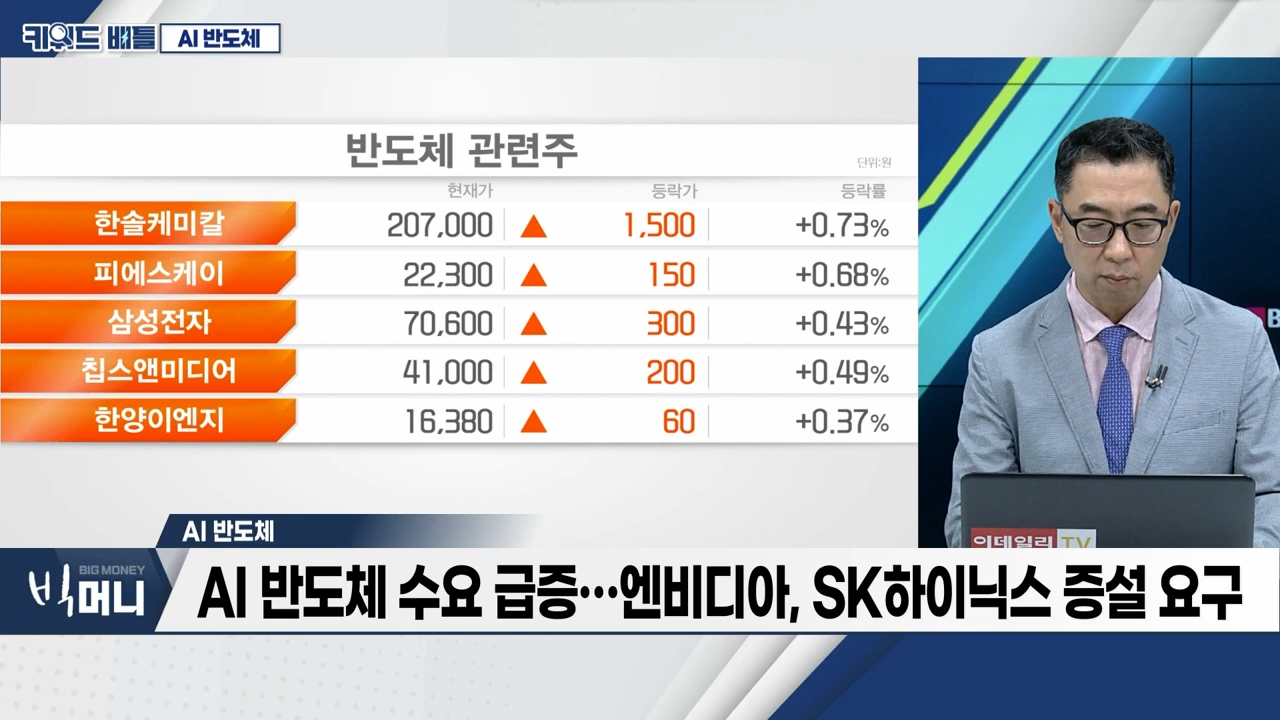 키워드 배틀 AI 반도체
반도체 관련주
단위:원
현재가 등락가 등락률
한솔케미칼 207,000 ▲ 1,500 +0.73%
피에스케이 22,300 ▲ 150 +0.68%
삼성전자 70,600 ▲ 300 +0.43%
칩스앤미디어 41,000 ▲ 200 +0.49%
한양이엔지 16,380 ▲ 60 +0.37%
이데일리 TV
AI 반도체
BIG MONEY
빅머니
AI 반도체 수요 급증…엔비디아, SK하이닉스 증설 요구